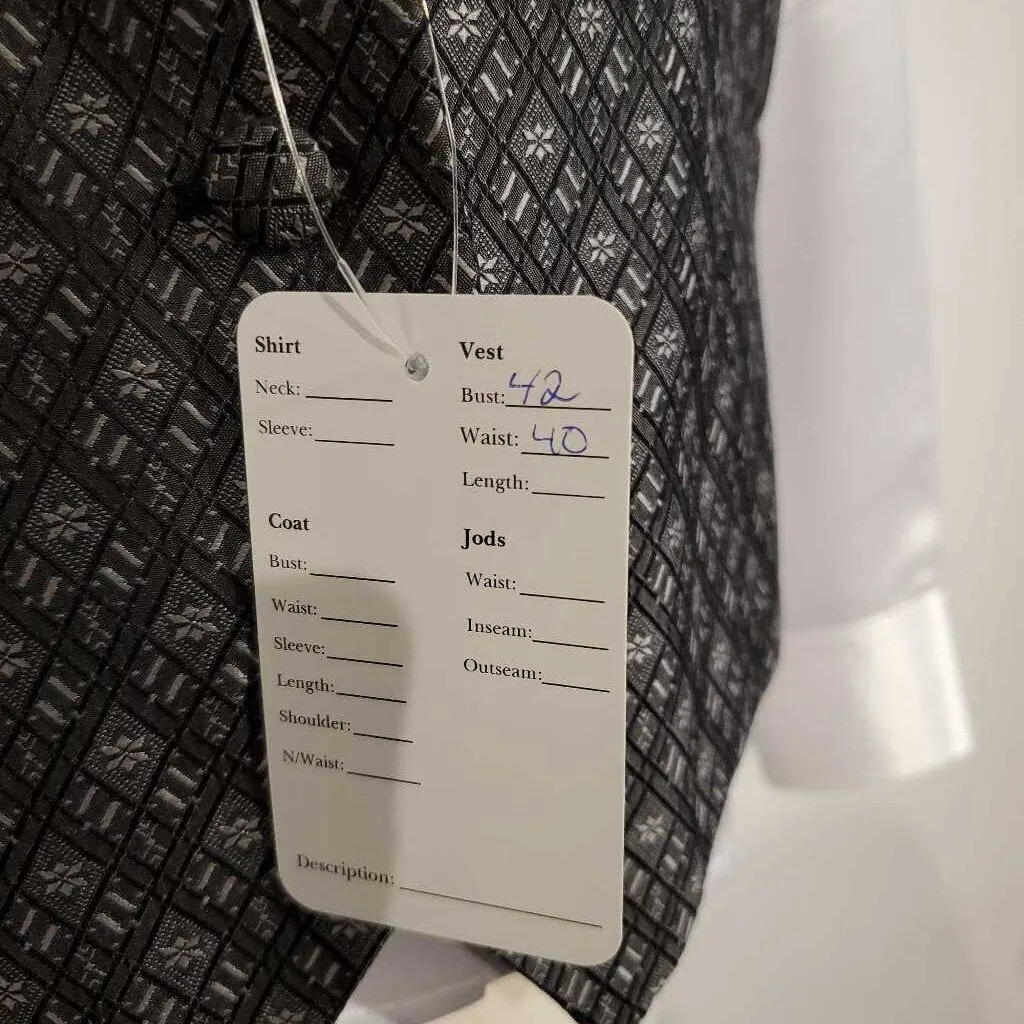 Shirt
Neck:
Sleeve:
Coat
Bust:
Waist:
Sleeve:
Length:
Shoulder:
N/Waist:
Vest
Bust: 42
Waist: 40
Length:
Jods
Waist:
Inseam:
Outseam:
Description: